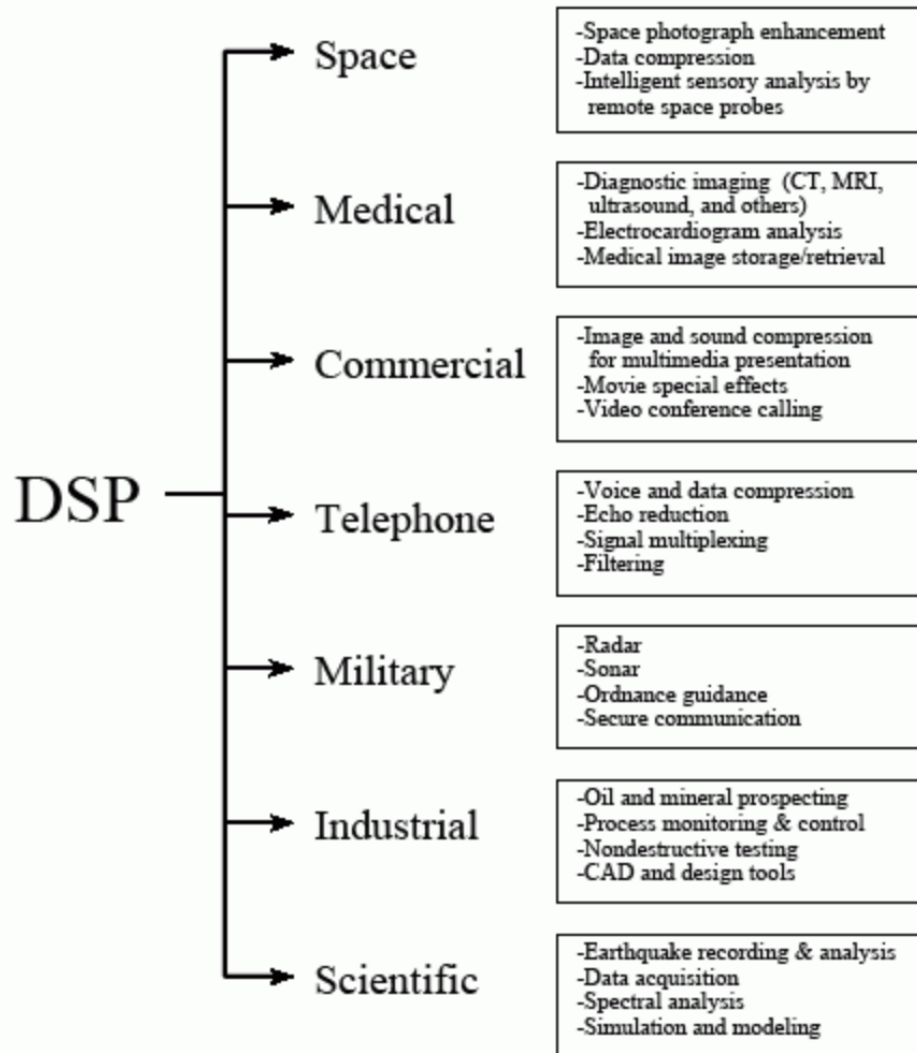 Space
-Space photograph enhancement
-Data compression
-Intelligent sensory analysis by
remote space probes
Medical
-Diagnostic imaging (CT, MRI,
ultrasound, and others)
-Electrocardiogram analysis
-Medical image storage/retrieval
Commercial
-Image and sound compression
for multimedia presentation
-Movie special effects
-Video conference calling
DSP
Telephone
-Voice and data compression
-Echo reduction
-Signal multiplexing
-Filtering
Military
-Radar
-Sonar
-Ordnance guidance
-Secure communication
Industrial
-Oil and mineral prospecting
-Process monitoring & control
-Nondestructive testing
-CAD and design tools
Scientific
-Earthquake recording & analysis
-Data acquisition
-Spectral analysis
-Simulation and modeling